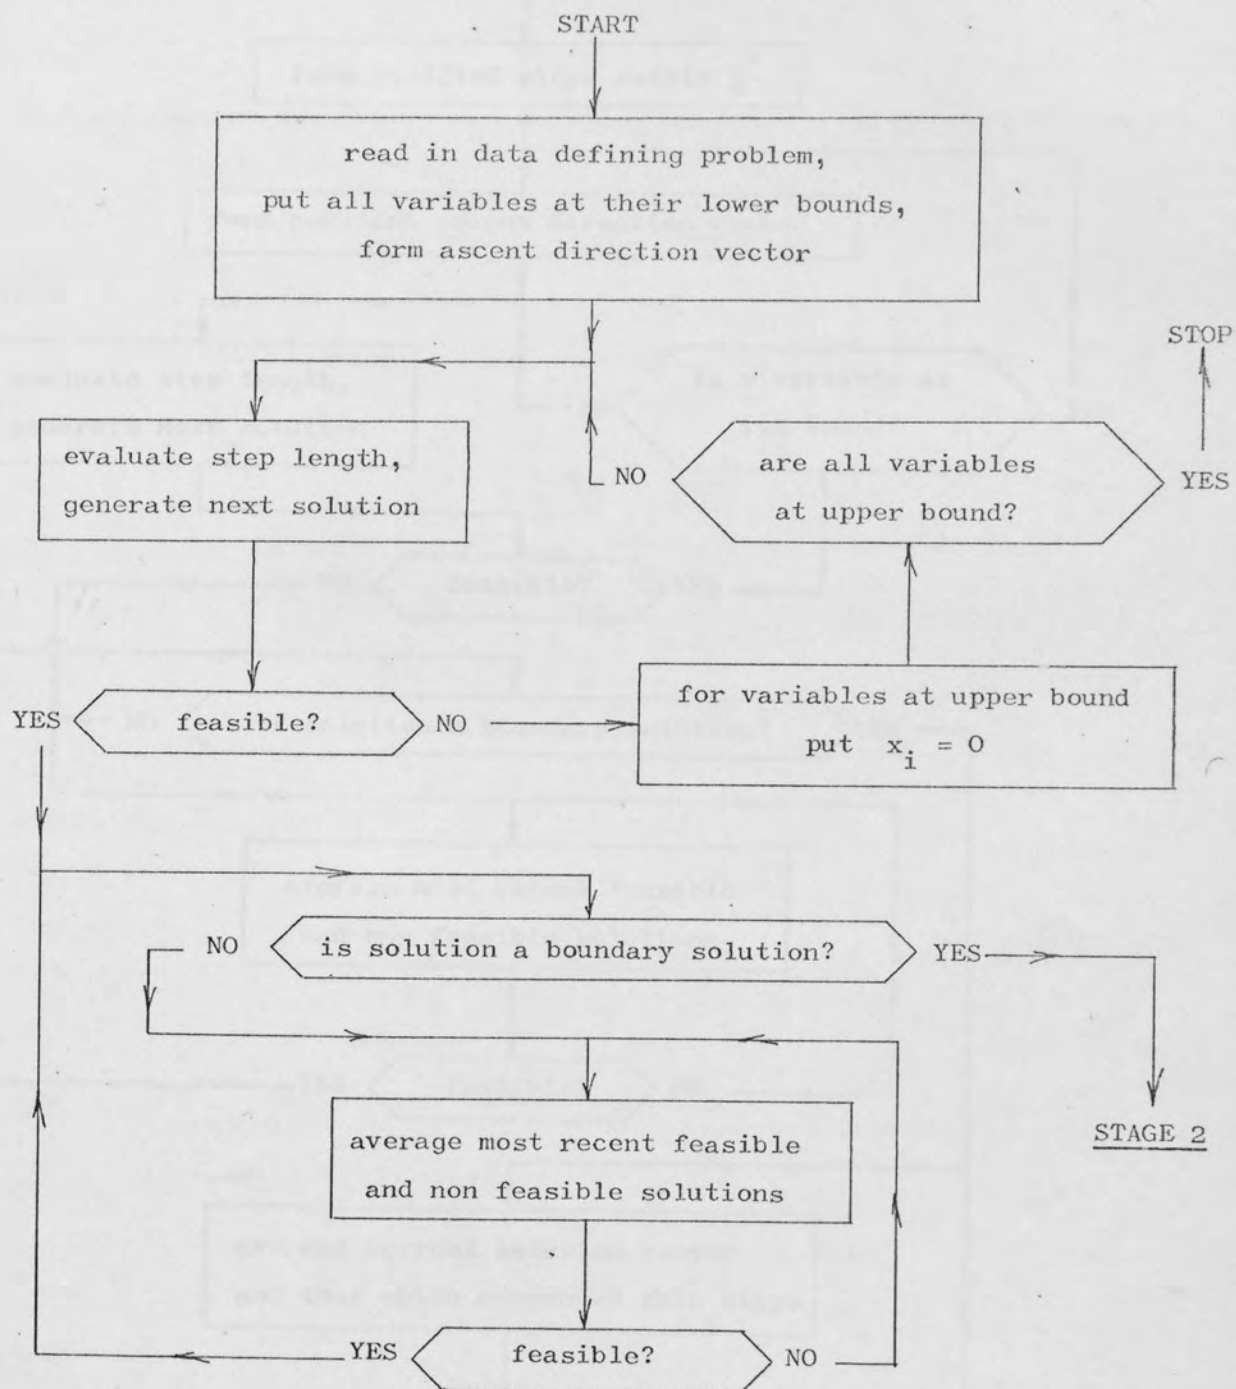 START
read in data defining problem,
put all variables at their lower bounds,
form ascent direction vector
STOP
evaluate step length,
generate next solution
NO
are all variables
at upper bound?
YES
YES
feasible?
NO
for variables at upper bound
put x_i = 0
NO
is solution a boundary solution?
YES
average most recent feasible
and non feasible solutions
STAGE 2
YES
feasible?
NO